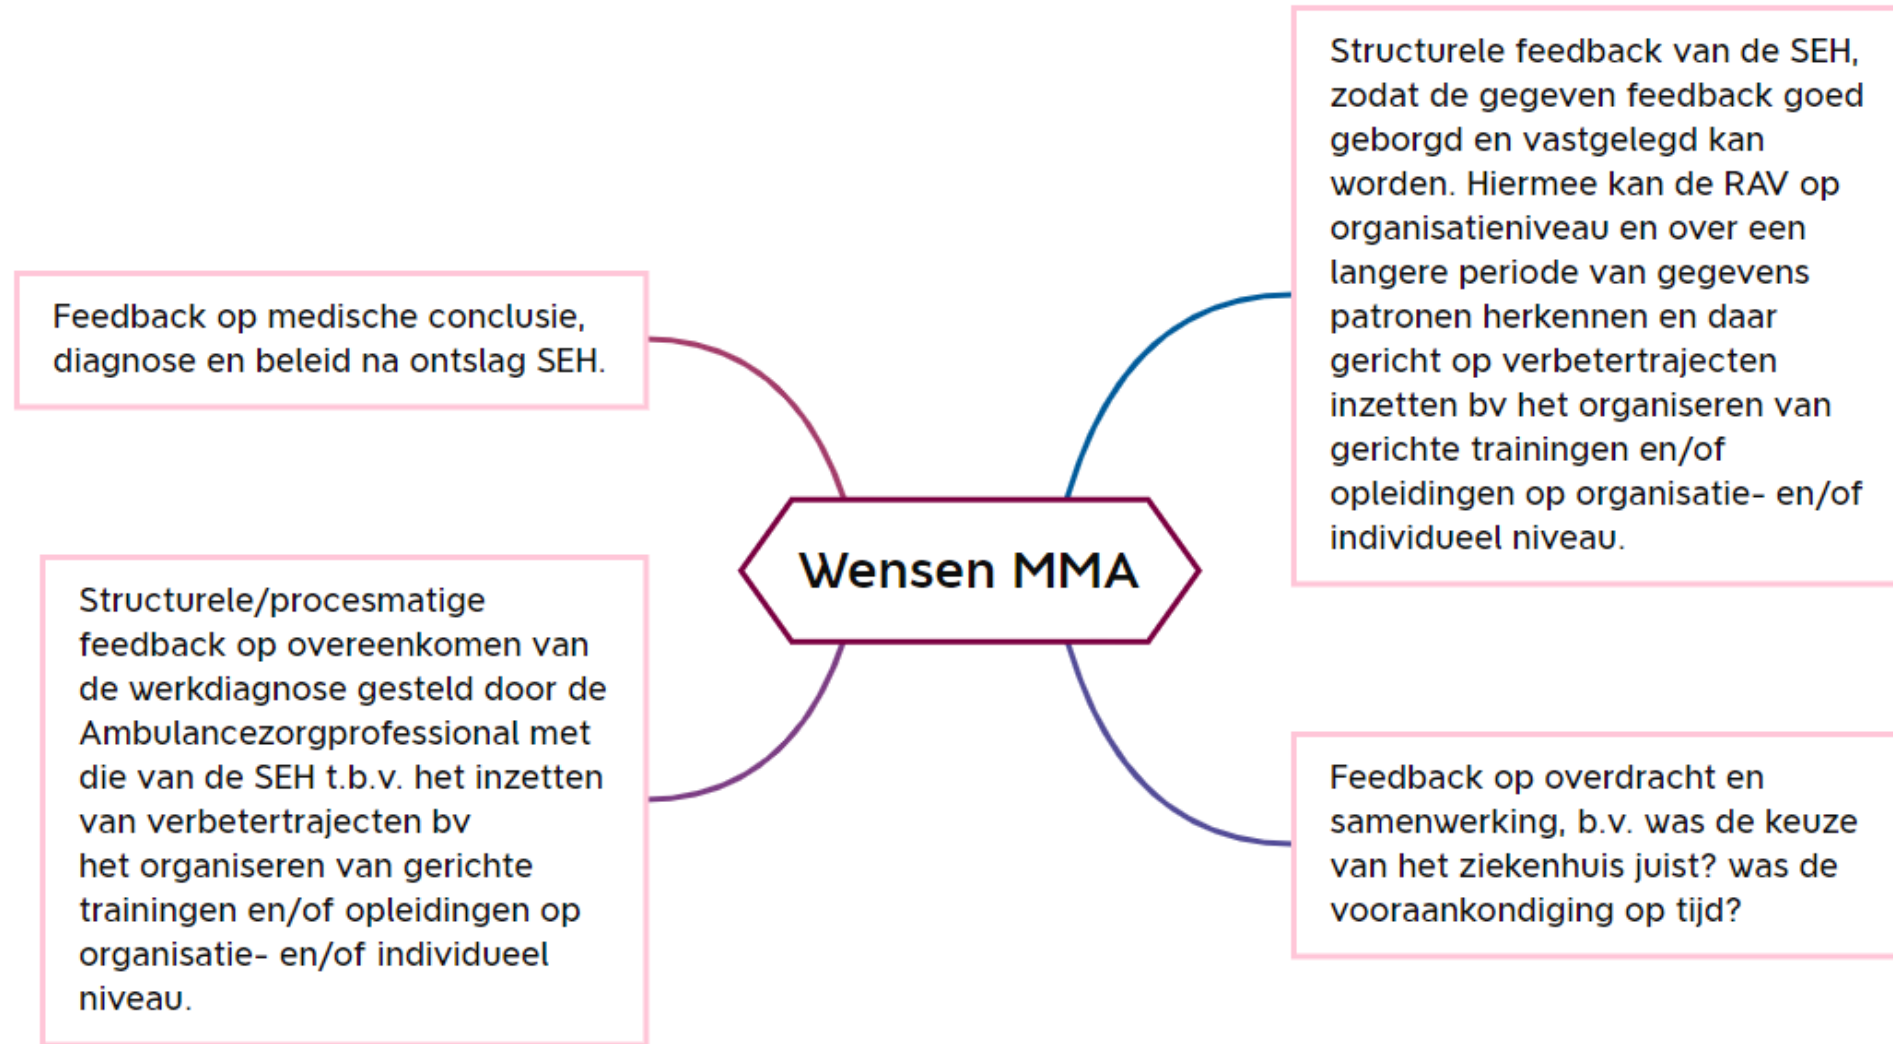 Structurele feedback van de SEH,
zodat de gegeven feedback goed
geborgd en vastgelegd kan
worden. Hiermee kan de RAV op
organisatieniveau en over een
langere periode van gegevens
patronen herkennen en daar
gericht op verbetertrajecten
inzetten bv het organiseren van
gerichte trainingen en/of
opleidingen op organisatie- en/of
individueel niveau.
Feedback op medische conclusie,
diagnose en beleid na ontslag SEH.
Wensen MMA
Structurele/procesmatige
feedback op overeenkomen van
de werkdiagnose gesteld door de
Ambulancezorgprofessional met
die van de SEH t.b.v. het inzetten
van verbetertrajecten bv
het organiseren van gerichte
trainingen en/of opleidingen op
organisatie- en/of individueel
niveau.
Feedback op overdracht en
samenwerking, b.v. was de keuze
van het ziekenhuis juist? was de
vooraankondiging op tijd?